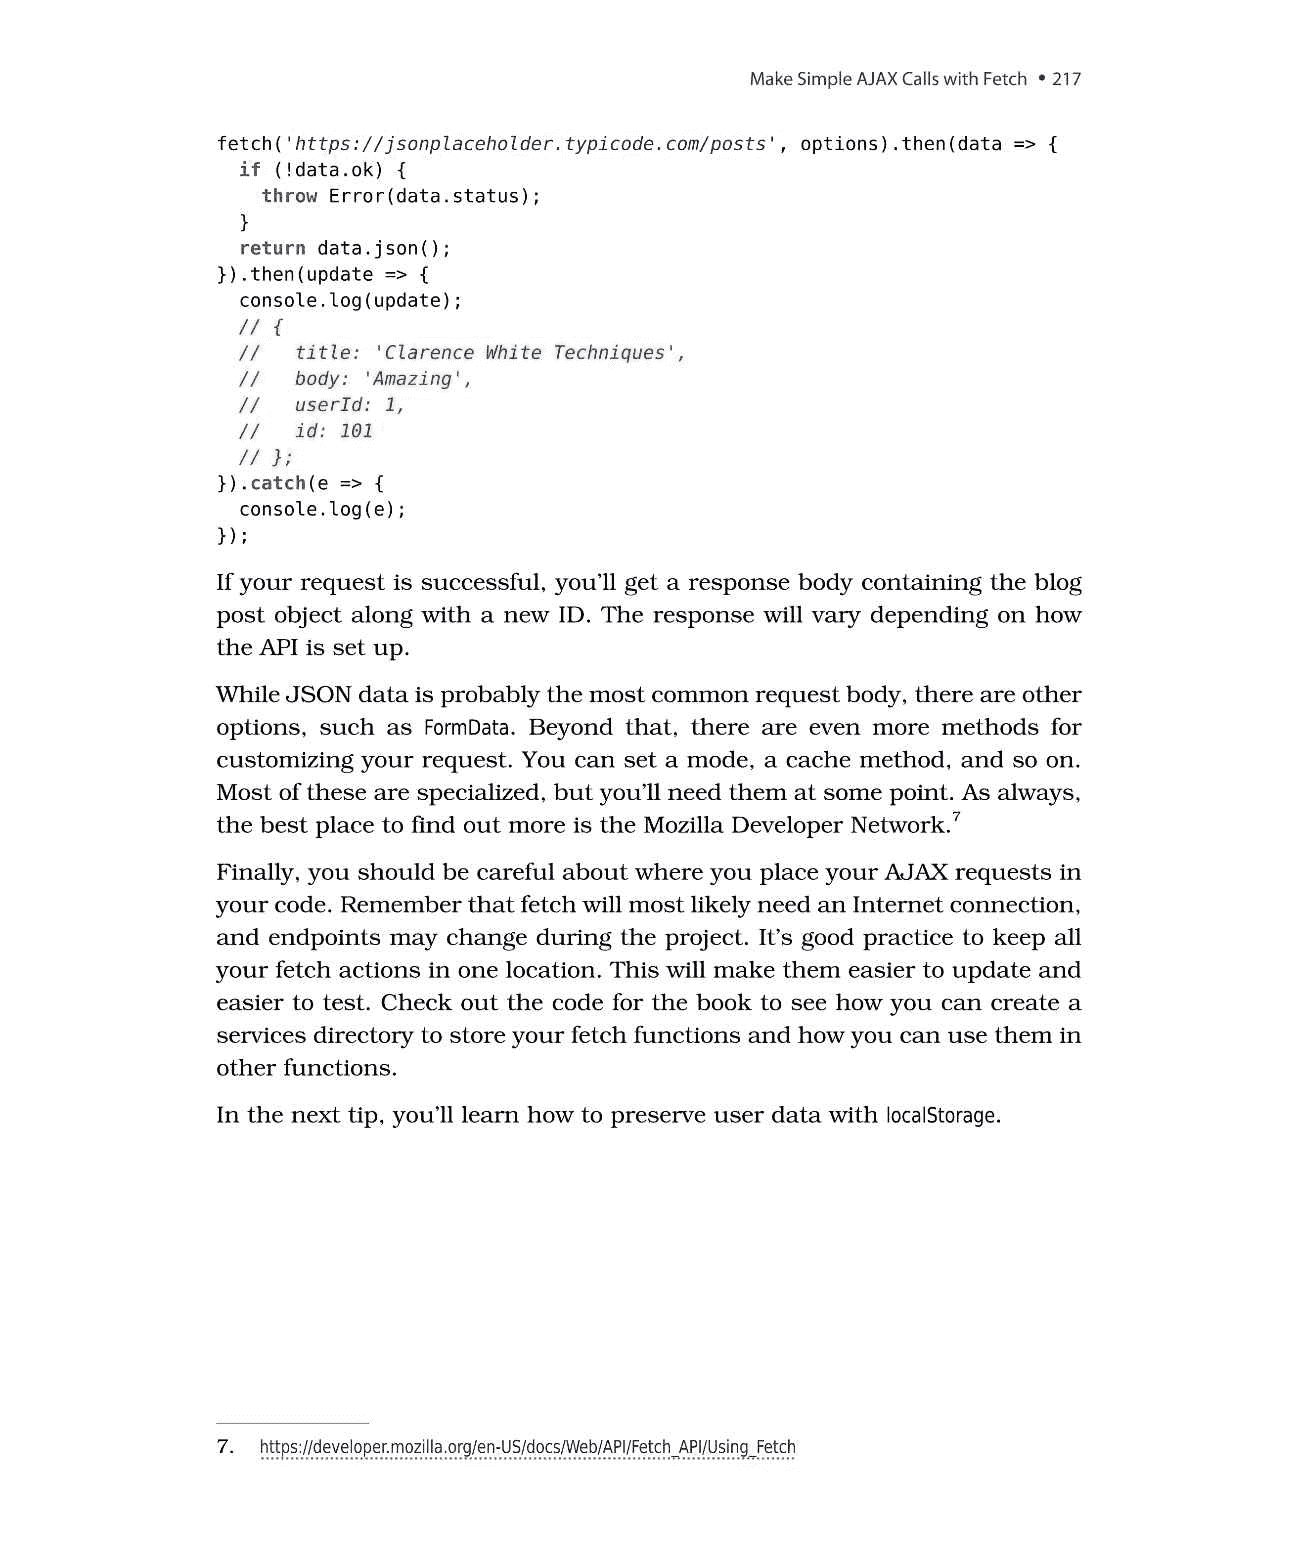 Make Simple AJAX Calls with Fetch • 217
fetch('https://jsonplaceholder.typicode.com/posts', options).then(data => {
  if (!data.ok) {
    throw Error(data.status);
  }
  return data.json();
}).then(update => {
  console.log(update);
  // {
  //   title: 'Clarence White Techniques',
  //   body: 'Amazing',
  //   userId: 1,
  //   id: 101
  // };
}).catch(e => {
  console.log(e);
});
If your request is successful, you’ll get a response body containing the blog
post object along with a new ID. The response will vary depending on how
the API is set up.
While JSON data is probably the most common request body, there are other
options, such as FormData. Beyond that, there are even more methods for
customizing your request. You can set a mode, a cache method, and so on.
Most of these are specialized, but you’ll need them at some point. As always,
the best place to find out more is the Mozilla Developer Network.7
Finally, you should be careful about where you place your AJAX requests in
your code. Remember that fetch will most likely need an Internet connection,
and endpoints may change during the project. It’s good practice to keep all
your fetch actions in one location. This will make them easier to update and
easier to test. Check out the code for the book to see how you can create a
services directory to store your fetch functions and how you can use them in
other functions.
In the next tip, you’ll learn how to preserve user data with localStorage.
7. https://developer.mozilla.org/en-US/docs/Web/API/Fetch_API/Using_Fetch